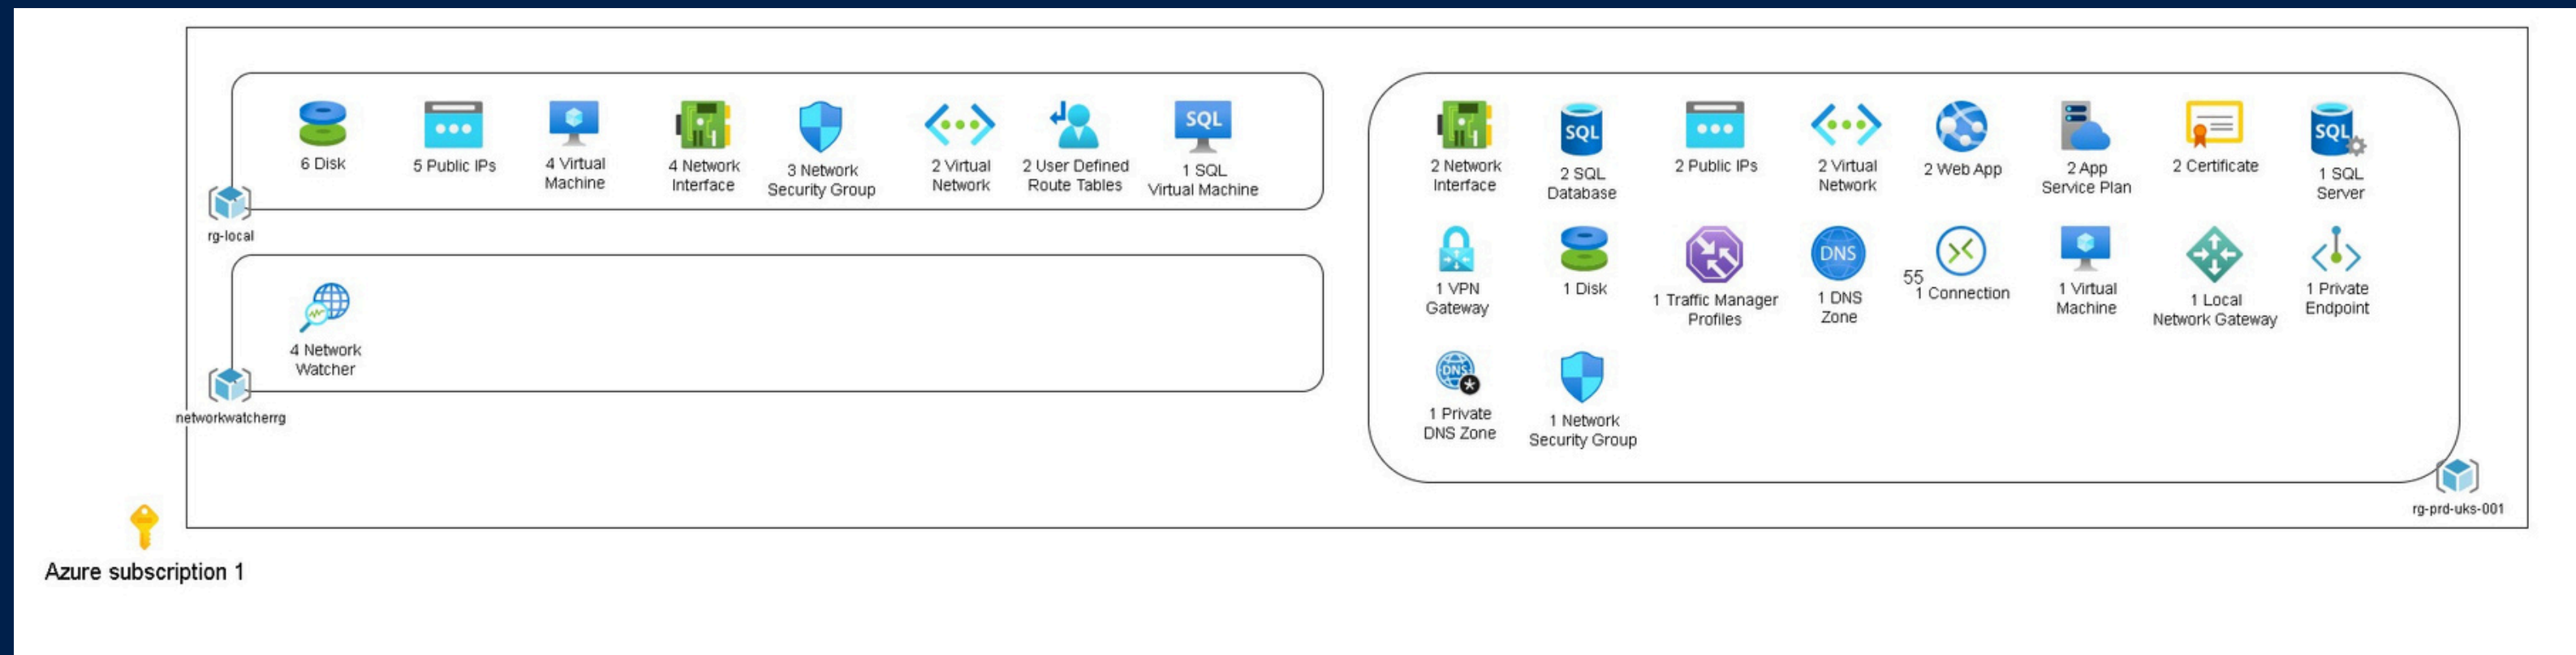 6 Disk
5 Public IPs
4 Virtual
Machine
4 Network
Interface
3 Network
Security Group
2 Virtual
Network
2 User Defined
Route Tables
SQL
1 SQL
Virtual Machine
rg-local
4 Network
Watcher
networkwatcherrg
2 Network
Interface
SQL
2 SQL
Database
2 Public IPs
2 Virtual
Network
2 Web App
2 App
Service Plan
2 Certificate
SQL
1 SQL
Server
1 VPN
Gateway
1 Disk
1 Traffic Manager
Profiles
DNS
1 DNS
Zone
55
1 Connection
1 Virtual
Machine
1 Local
Network Gateway
1 Private
Endpoint
DNS
1 Private
DNS Zone
1 Network
Security Group
rg-prd-uks-001
Azure subscription 1